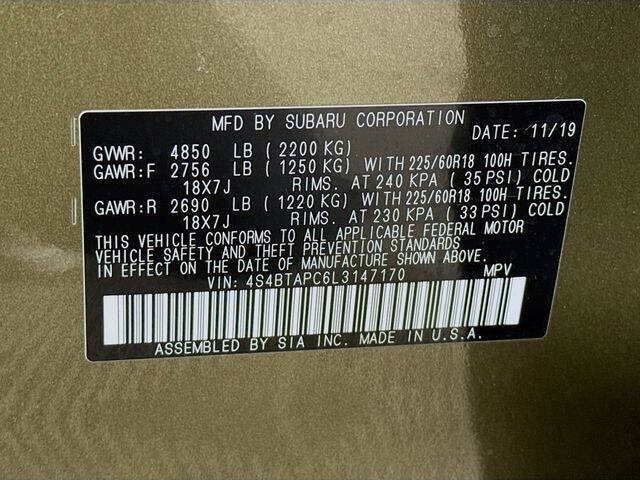 MFD BY SUBARU CORPORATION
DATE: 11/19
GVWR: 4850 LB ( 2200 KG)
GAWR:F 2756 LB ( 1250 KG) WITH 225/60R18 100H TIRES.
18X7J RIMS. AT 240 KPA ( 35 PSI) COLD
GAWR:R 2690 LB ( 1220 KG) WITH 225/60R18 100H TIRES.
18X7J RIMS. AT 230 KPA ( 33 PSI) COLD
THIS VEHICLE CONFORMS TO ALL APPLICABLE FEDERAL MOTOR
VEHICLE SAFETY AND THEFT PREVENTION STANDARDS
IN EFFECT ON THE DATE OF MANUFACTURE SHOWN ABOVE.
VIN: 4S4BTAPC6L3147170 MPV
ASSEMBLED BY SIA INC. MADE IN U.S.A.